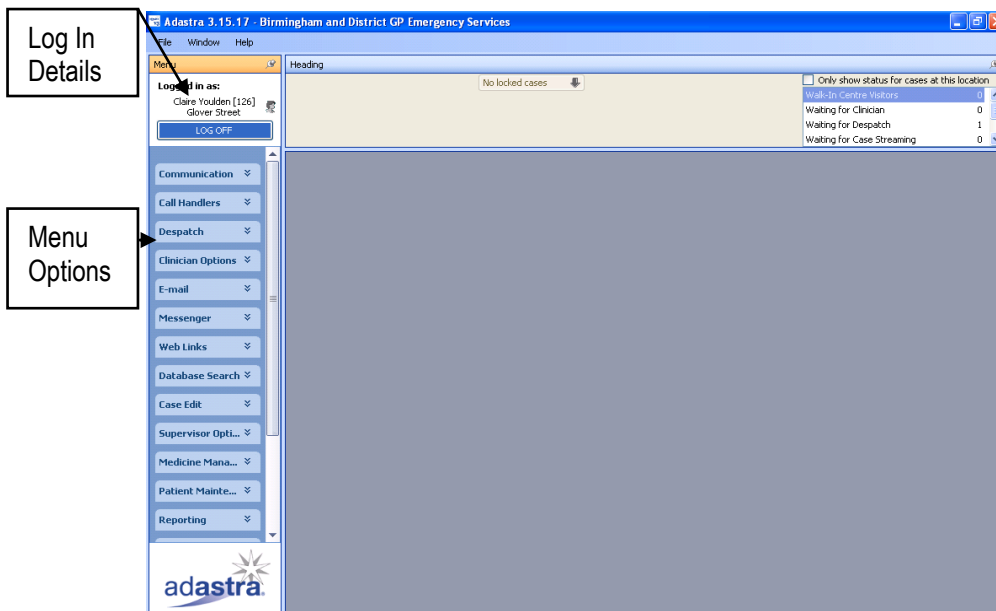 Log In
Details
Menu
Options
Adastra 3.15.17 - Birmingham and District GP Emergency Services
File Window Help
Menu
Heading
Logged in as:
Claire Youlden [126]
Glover Street
LOG OFF
No locked cases
Only show status for cases at this location
Walk-In Centre Visitors 0
Waiting for Clinician 0
Waiting for Despatch 1
Waiting for Case Streaming 0
Communication
Call Handlers
Despatch
Clinician Options
E-mail
Messenger
Web Links
Database Search
Case Edit
Supervisor Opti...
Medicine Mana...
Patient Mainte...
Reporting
adastra.